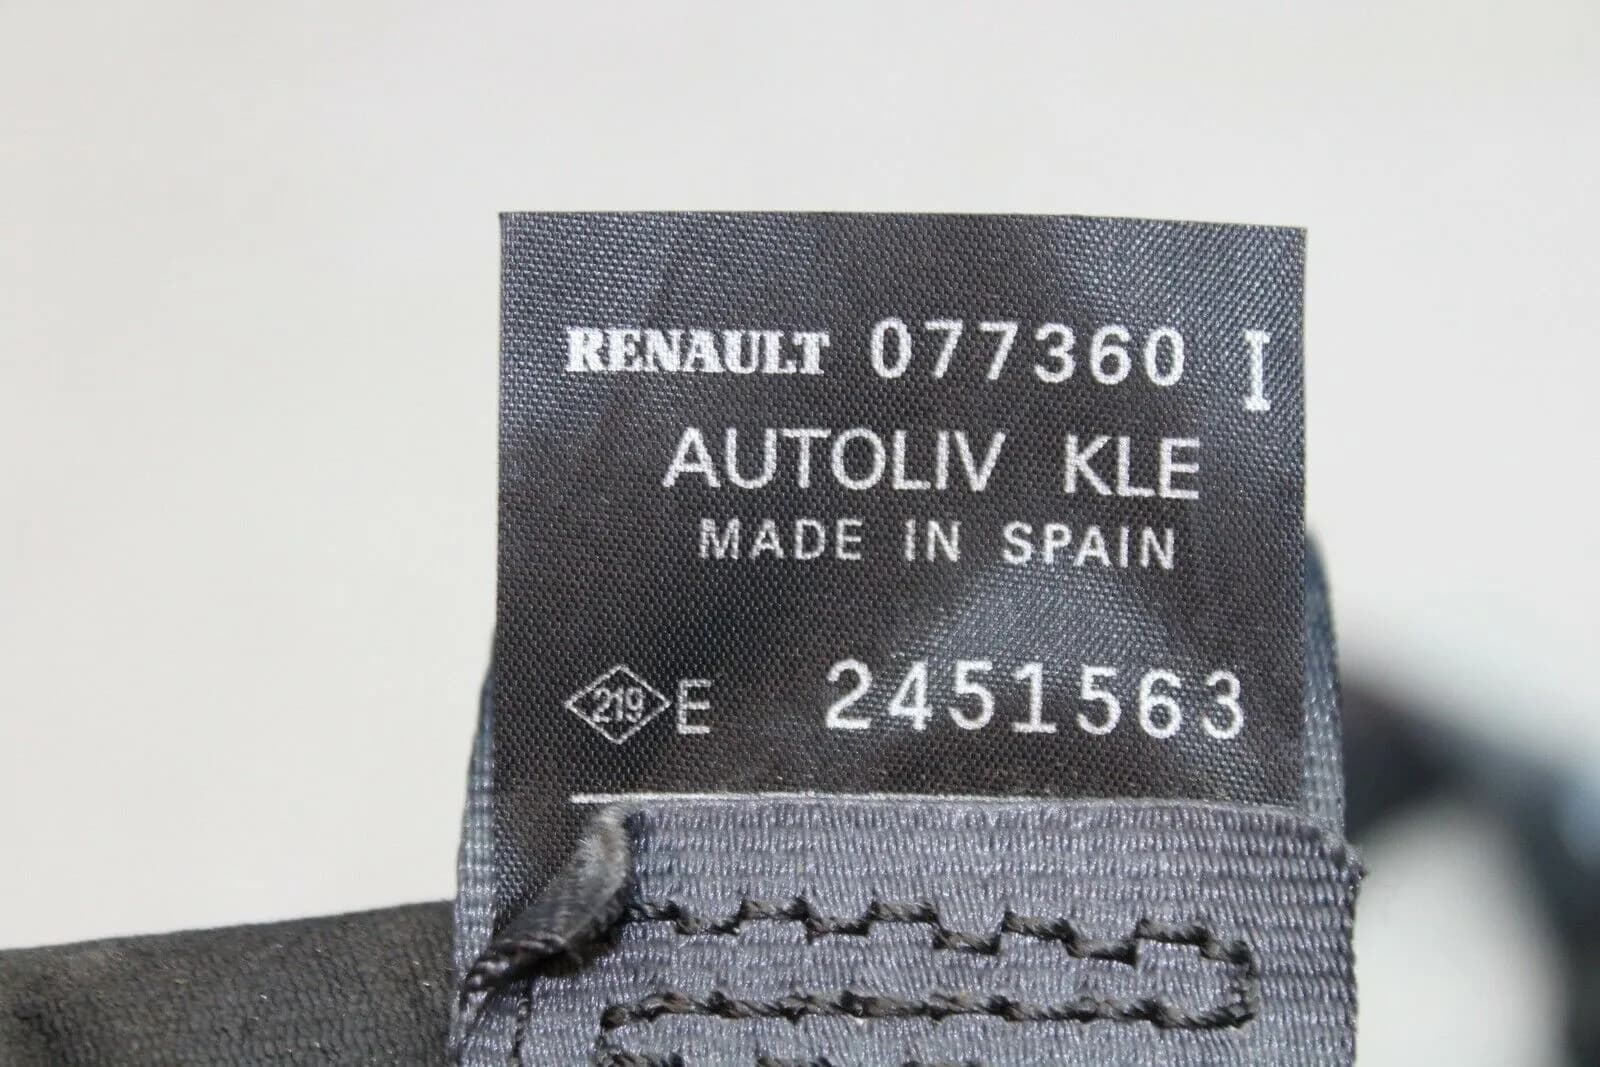 RENAULT 077360 I
AUTOLIV KLE
MADE IN SPAIN
219 E 2451563